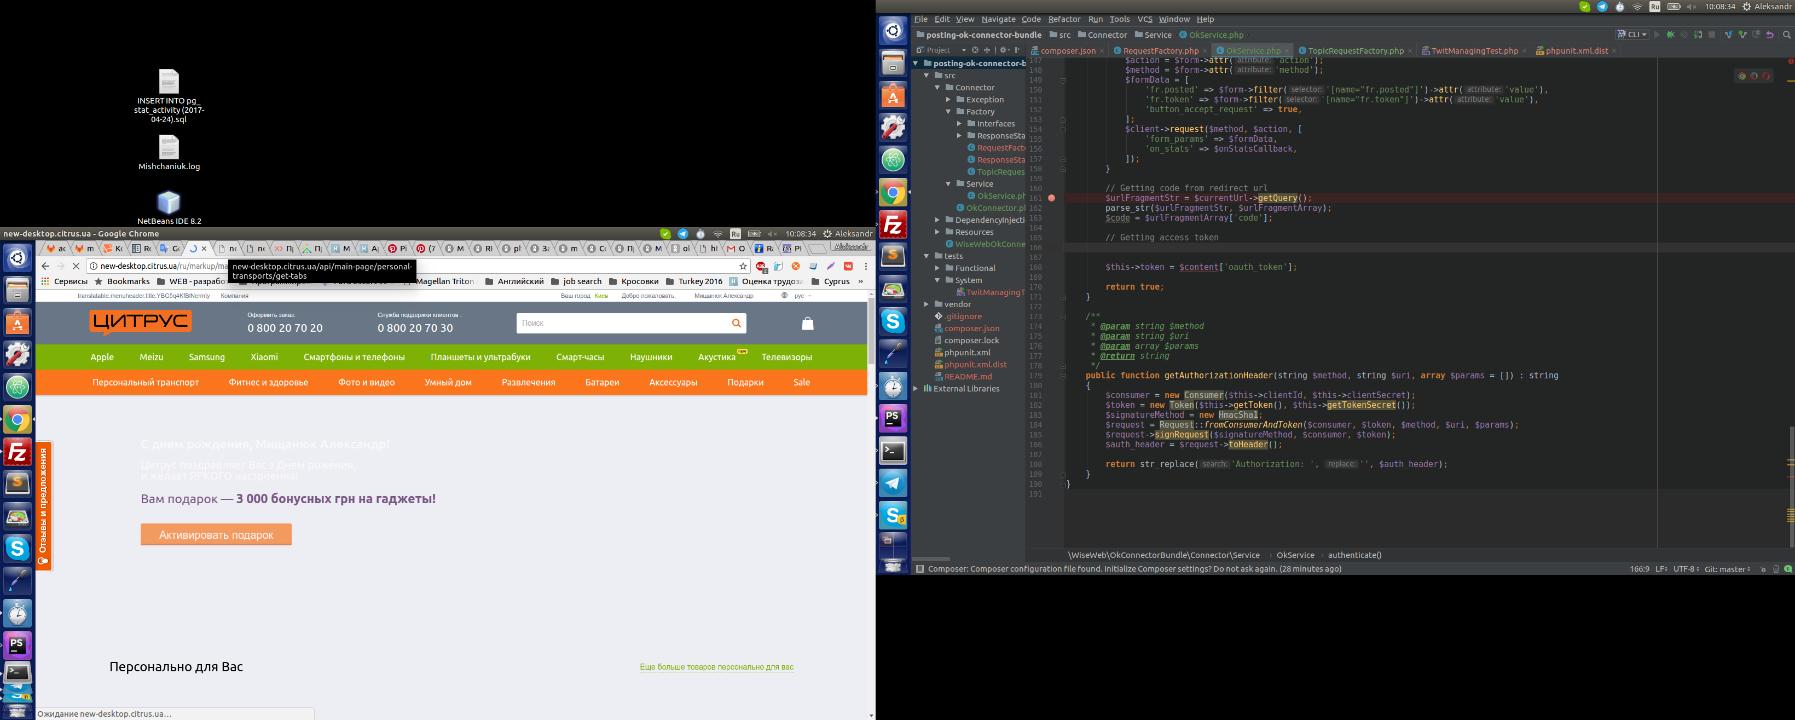 INSERT INTO pg_
stat_activity (2017-
04-24).sql
Mishchaniuk.log
NetBeans IDE 8.2
new-desktop.citrus.ua - Google Chrome
Ru
10:08:34
Aleksandr
new-desktop.citrus.ua/ru/markup/ma
new-desktop.citrus.ua/api/main-page/personal-
transports/get-tabs
Сервисы
Bookmarks
WEB - разрабо
Magellan Triton
Английский
job search
Кросовки
Turkey 2016
Оценка трудоз
Cyprus
Компания
Ваш город
Киев
Добро пожаловать,
Мищанюк Александр
рус
ЦИТРУС
Оформить заказ:
0 800 20 70 20
Служба поддержки клиентов:
0 800 20 70 30
Поиск
Apple
Meizu
Samsung
Xiaomi
Смартфоны и телефоны
Планшеты и ультрабуки
Смарт-часы
Наушники
Акустика
Телевизоры
Персональный транспорт
Фитнес и здоровье
Фото и видео
Умный дом
Развлечения
Батареи
Аксессуары
Подарки
Sale
Отзывы и предложения
С днем рождения, Мищанюк Александр!
Цитрус поздравляет Вас з Днем рожения,
и желает ЯРКОГО настроения!
Вам подарок — 3 000 бонусных грн на гаджеты!
Активировать подарок
Персонально для Вас
Еще больше товаров персонально для вас
Ожидание new-desktop.citrus.ua...
Ru
10:08:34
Aleksandr
File Edit View Navigate Code Refactor Run Tools VCS Window Help
posting-ok-connector-bundle
src
Connector
Service
OkService.php
CLI
Project
composer.json
RequestFactory.php
OkService.php
TopicRequestFactory.php
TwitManagingTest.php
phpunit.xml.dist
posting-ok-connector-b
src
Connector
Exception
Factory
Interfaces
ResponseSta
RequestFact
ResponseSta
TopicReques
Service
OkService.ph
OkConnector.pl
DependencyInjecti
Resources
WiseWebOkConne
tests
Functional
System
TwitManagingT
vendor
.gitignore
composer.json
composer.lock
phpunit.xml
phpunit.xml.dist
README.md
External Libraries
147 $action = $form->attr( attribute: 'action');
148 $method = $form->attr( attribute: 'method');
149 $formData = [
150 'fr.posted' => $form->filter( selector: '[name="fr.posted"]')->attr( attribute: 'value'),
151 'fr.token' => $form->filter( selector: '[name="fr.token"]')->attr( attribute: 'value'),
152 'button_accept_request' => true,
153 ];
154 $client->request($method, $action, [
155 'form_params' => $formData,
156 'on_stats' => $onStatsCallback,
157 ]);
158 }
159
160 // Getting code from redirect url
161 $urlFragmentStr = $currentUrl->getQuery();
162 parse_str($urlFragmentStr, $urlFragmentArray);
163 $code = $urlFragmentArray['code'];
164
165 // Getting access token
166
167
168 $this->token = $content['oauth_token'];
169
170 return true;
171 }
172
173 /**
174 * @param string $method
175 * @param string $uri
176 * @param array $params
177 * @return string
178 */
179 public function getAuthorizationHeader(string $method, string $uri, array $params = []) : string
180 {
181 $consumer = new Consumer($this->clientId, $this->clientSecret);
182 $token = new Token($this->getToken(), $this->getTokenSecret());
183 $signatureMethod = new HmacSha1;
184 $request = Request::fromConsumerAndToken($consumer, $token, $method, $uri, $params);
185 $request->signRequest($signatureMethod, $consumer, $token);
186 $auth_header = $request->toHeader();
187
188 return str_replace( search: 'Authorization: ', replace: '', $auth_header);
189 }
190 }
191
\WiseWeb\OkConnectorBundle\Connector\Service
OkService
authenticate()
Composer: Composer configuration file found. Initialize Composer settings? Do not ask again. (28 minutes ago)
166:9 LF UTF-8 Git: master